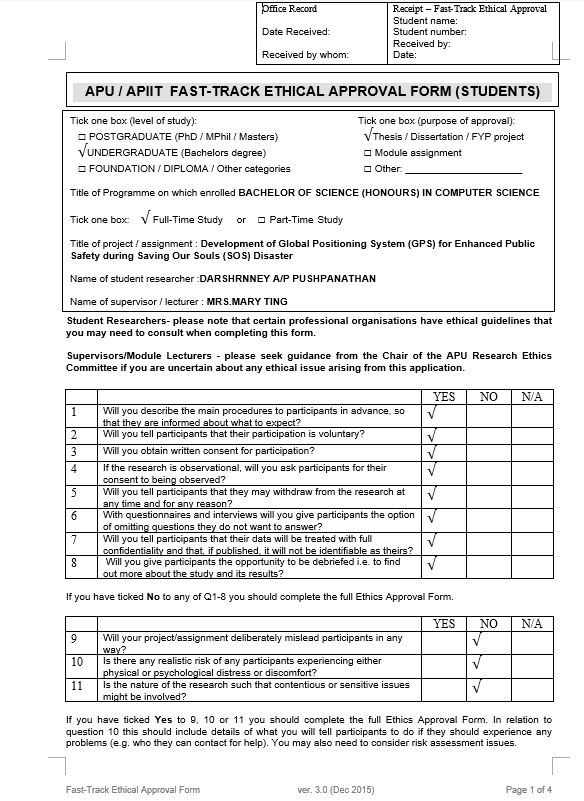 Office Record
Date Received:
Received by whom:
Receipt – Fast-Track Ethical Approval
Student name:
Student number:
Received by:
Date:
APU / APIIT FAST-TRACK ETHICAL APPROVAL FORM (STUDENTS)
Tick one box (level of study):
□ POSTGRADUATE (PhD / MPhil / Masters)
√UNDERGRADUATE (Bachelors degree)
□ FOUNDATION / DIPLOMA / Other categories
Tick one box (purpose of approval):
√Thesis / Dissertation / FYP project
□ Module assignment
□ Other: ____________________
Title of Programme on which enrolled BACHELOR OF SCIENCE (HONOURS) IN COMPUTER SCIENCE
Tick one box: √ Full-Time Study or □ Part-Time Study
Title of project / assignment : Development of Global Positioning System (GPS) for Enhanced Public
Safety during Saving Our Souls (SOS) Disaster
Name of student researcher :DARSHRNNEY A/P PUSHPANATHAN
Name of supervisor / lecturer : MRS.MARY TING
Student Researchers- please note that certain professional organisations have ethical guidelines that
you may need to consult when completing this form.
Supervisors/Module Lecturers - please seek guidance from the Chair of the APU Research Ethics
Committee if you are uncertain about any ethical issue arising from this application.
YES NO N/A
1 Will you describe the main procedures to participants in advance, so √
that they are informed about what to expect?
2 Will you tell participants that their participation is voluntary? √
3 Will you obtain written consent for participation? √
4 If the research is observational, will you ask participants for their √
consent to being observed?
5 Will you tell participants that they may withdraw from the research at √
any time and for any reason?
6 With questionnaires and interviews will you give participants the option √
of omitting questions they do not want to answer?
7 Will you tell participants that their data will be treated with full √
confidentiality and that, if published, it will not be identifiable as theirs?
8 Will you give participants the opportunity to be debriefed i.e. to find √
out more about the study and its results?
If you have ticked No to any of Q1-8 you should complete the full Ethics Approval Form.
YES NO N/A
9 Will your project/assignment deliberately mislead participants in any √
way?
10 Is there any realistic risk of any participants experiencing either √
physical or psychological distress or discomfort?
11 Is the nature of the research such that contentious or sensitive issues √
might be involved?
If you have ticked Yes to 9, 10 or 11 you should complete the full Ethics Approval Form. In relation to
question 10 this should include details of what you will tell participants to do if they should experience any
problems (e.g. who they can contact for help). You may also need to consider risk assessment issues.
Fast-Track Ethical Approval Form ver. 3.0 (Dec 2015) Page 1 of 4